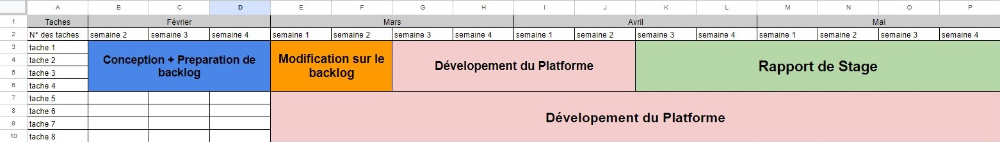 A B C D E F G H I J K L M N O P
1 Taches Février Mars Avril Mai
2 N° des taches semaine 2 semaine 3 semaine 4 semaine 1 semaine 2 semaine 3 semaine 4 semaine 1 semaine 2 semaine 3 semaine 4 semaine 1 semaine 2 semaine 3 semaine 4
3 tache 1
4 tache 2
5 tache 3
6 tache 4
Conception + Preparation de
backlog
Modification sur le
backlog
Dévelopement du Platforme
Rapport de Stage
7 tache 5
8 tache 6
9 tache 7
10 tache 8
Dévelopement du Platforme